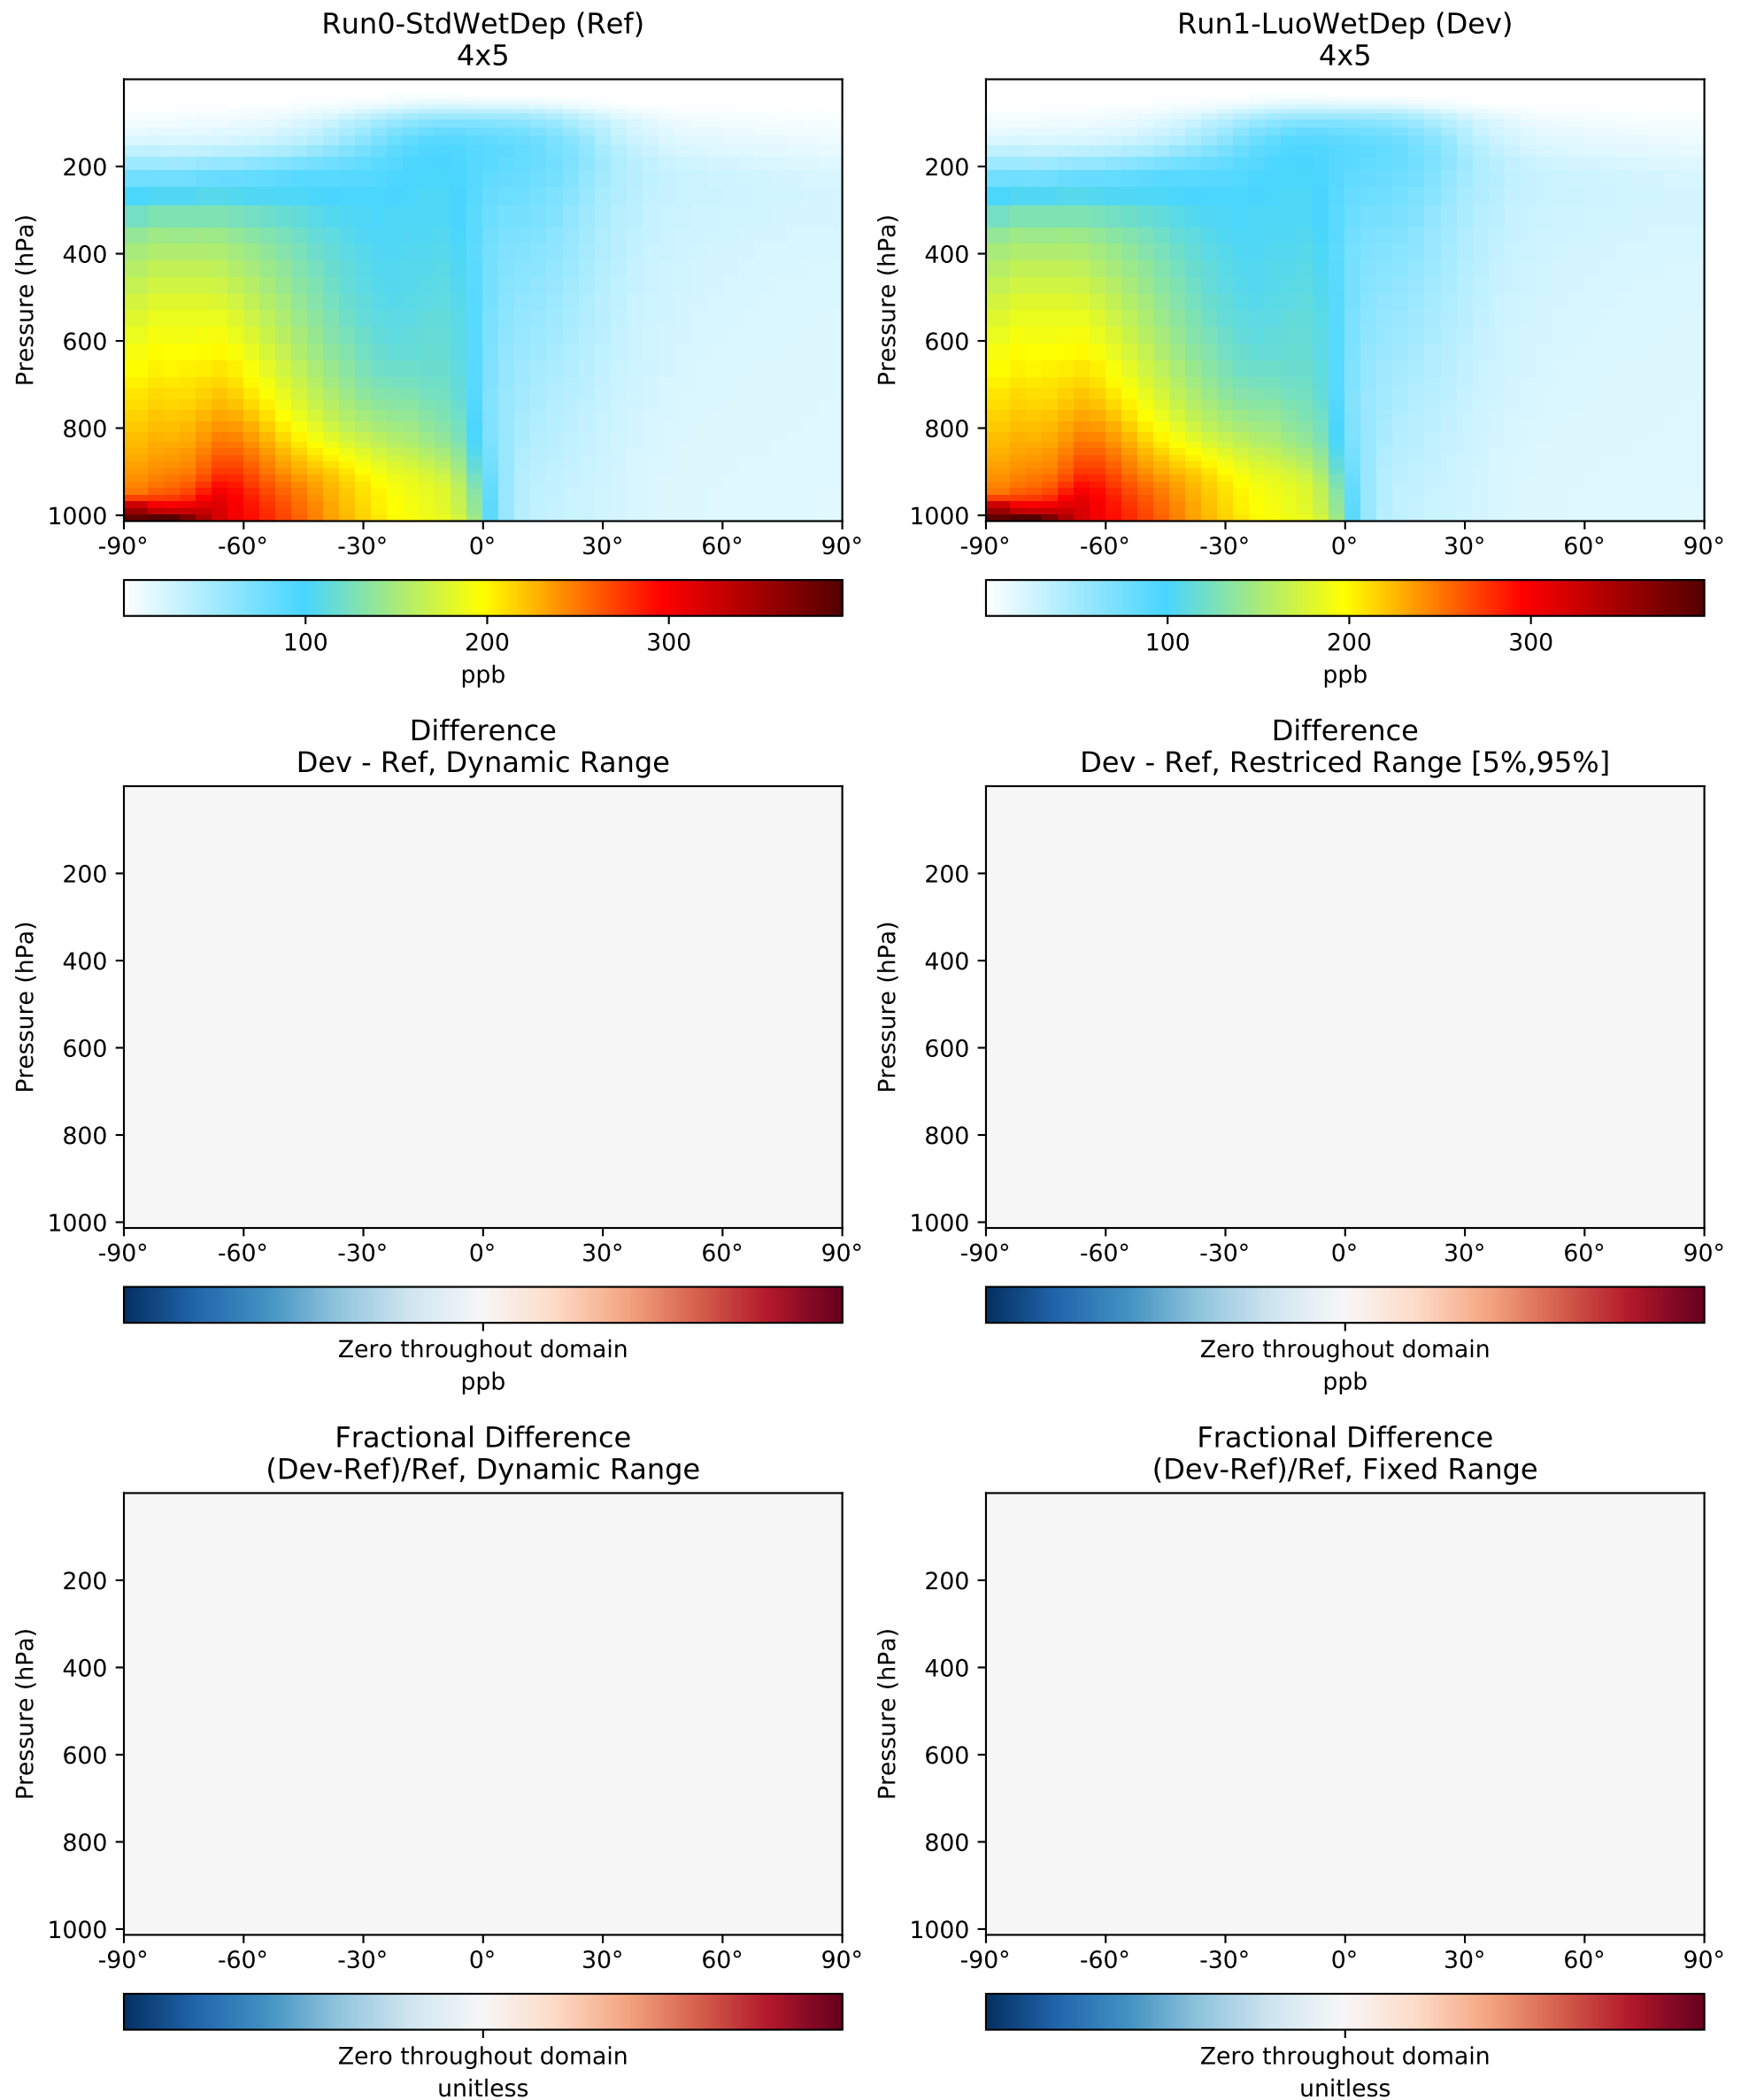 Run0-StdWetDep (Ref)
4x5
Run1-LuoWetDep (Dev)
4x5
Pressure (hPa)
200
400
600
800
1000
-90° -60° -30° 0° 30° 60° 90°
100 200 300
ppb
Pressure (hPa)
200
400
600
800
1000
-90° -60° -30° 0° 30° 60° 90°
100 200 300
ppb
Difference
Dev - Ref, Dynamic Range
Pressure (hPa)
200
400
600
800
1000
-90° -60° -30° 0° 30° 60° 90°
Zero throughout domain
ppb
Difference
Dev - Ref, Restriced Range [5%,95%]
Pressure (hPa)
200
400
600
800
1000
-90° -60° -30° 0° 30° 60° 90°
Zero throughout domain
ppb
Fractional Difference
(Dev-Ref)/Ref, Dynamic Range
Pressure (hPa)
200
400
600
800
1000
-90° -60° -30° 0° 30° 60° 90°
Zero throughout domain
unitless
Fractional Difference
(Dev-Ref)/Ref, Fixed Range
Pressure (hPa)
200
400
600
800
1000
-90° -60° -30° 0° 30° 60° 90°
Zero throughout domain
unitless